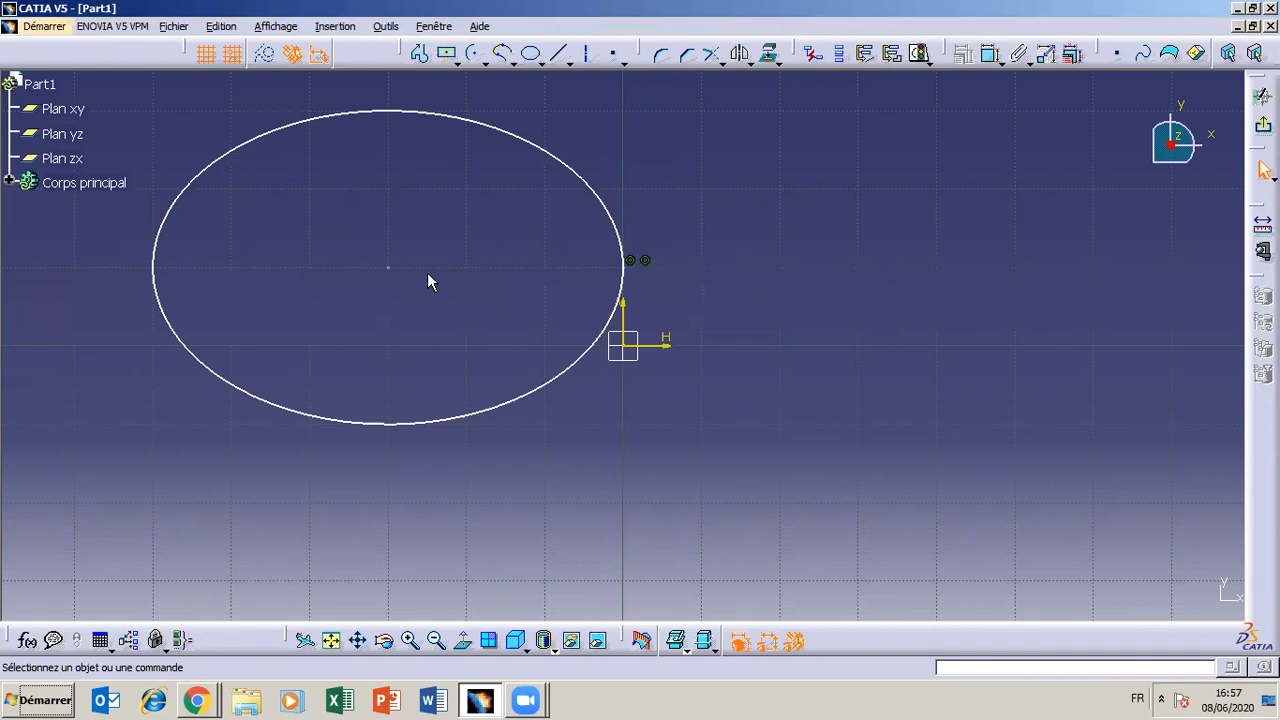 CATIA V5 - [Part1]
Démarrer ENOVIA V5 VPM Fichier Edition Affichage Insertion Outils Fenêtre Aide
Part1
Plan xy
Plan yz
Plan zx
Corps principal
y
z x
H
y
x
f(x)
CATIA
Sélectionnez un objet ou une commande
Démarrer
FR
16:57
08/06/2020